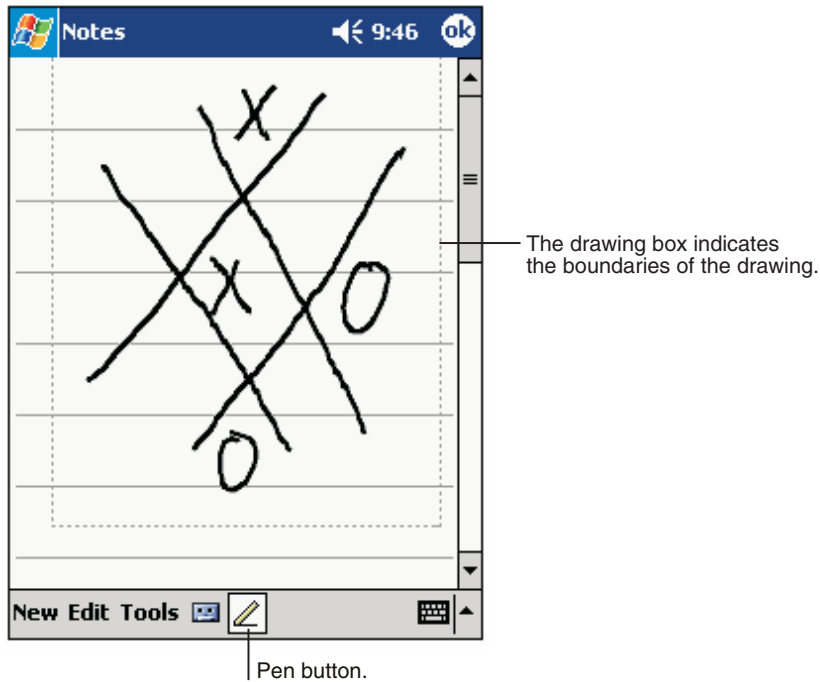 Notes 9:46 ok
X
X
O
O
The drawing box indicates
the boundaries of the drawing.
New Edit Tools
Pen button.